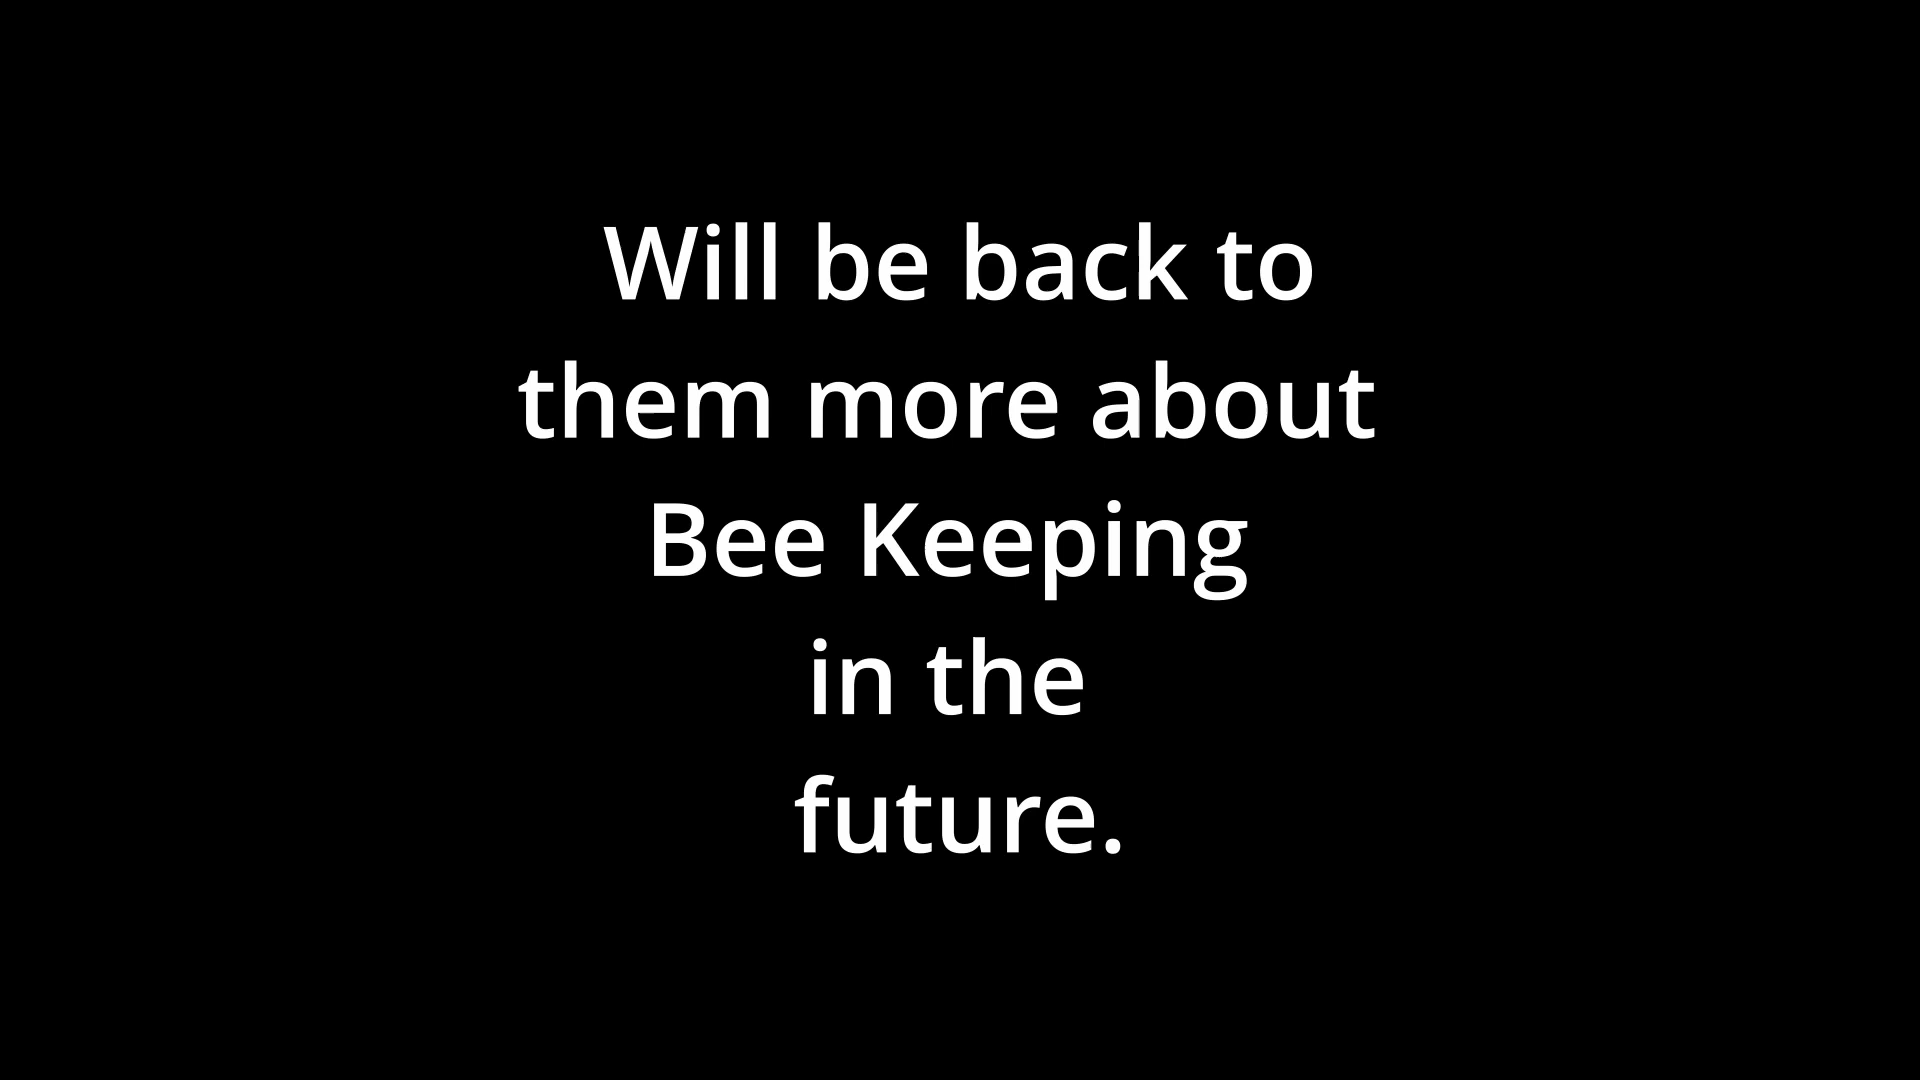 Will be back to
them more about
Bee Keeping
in the
future.